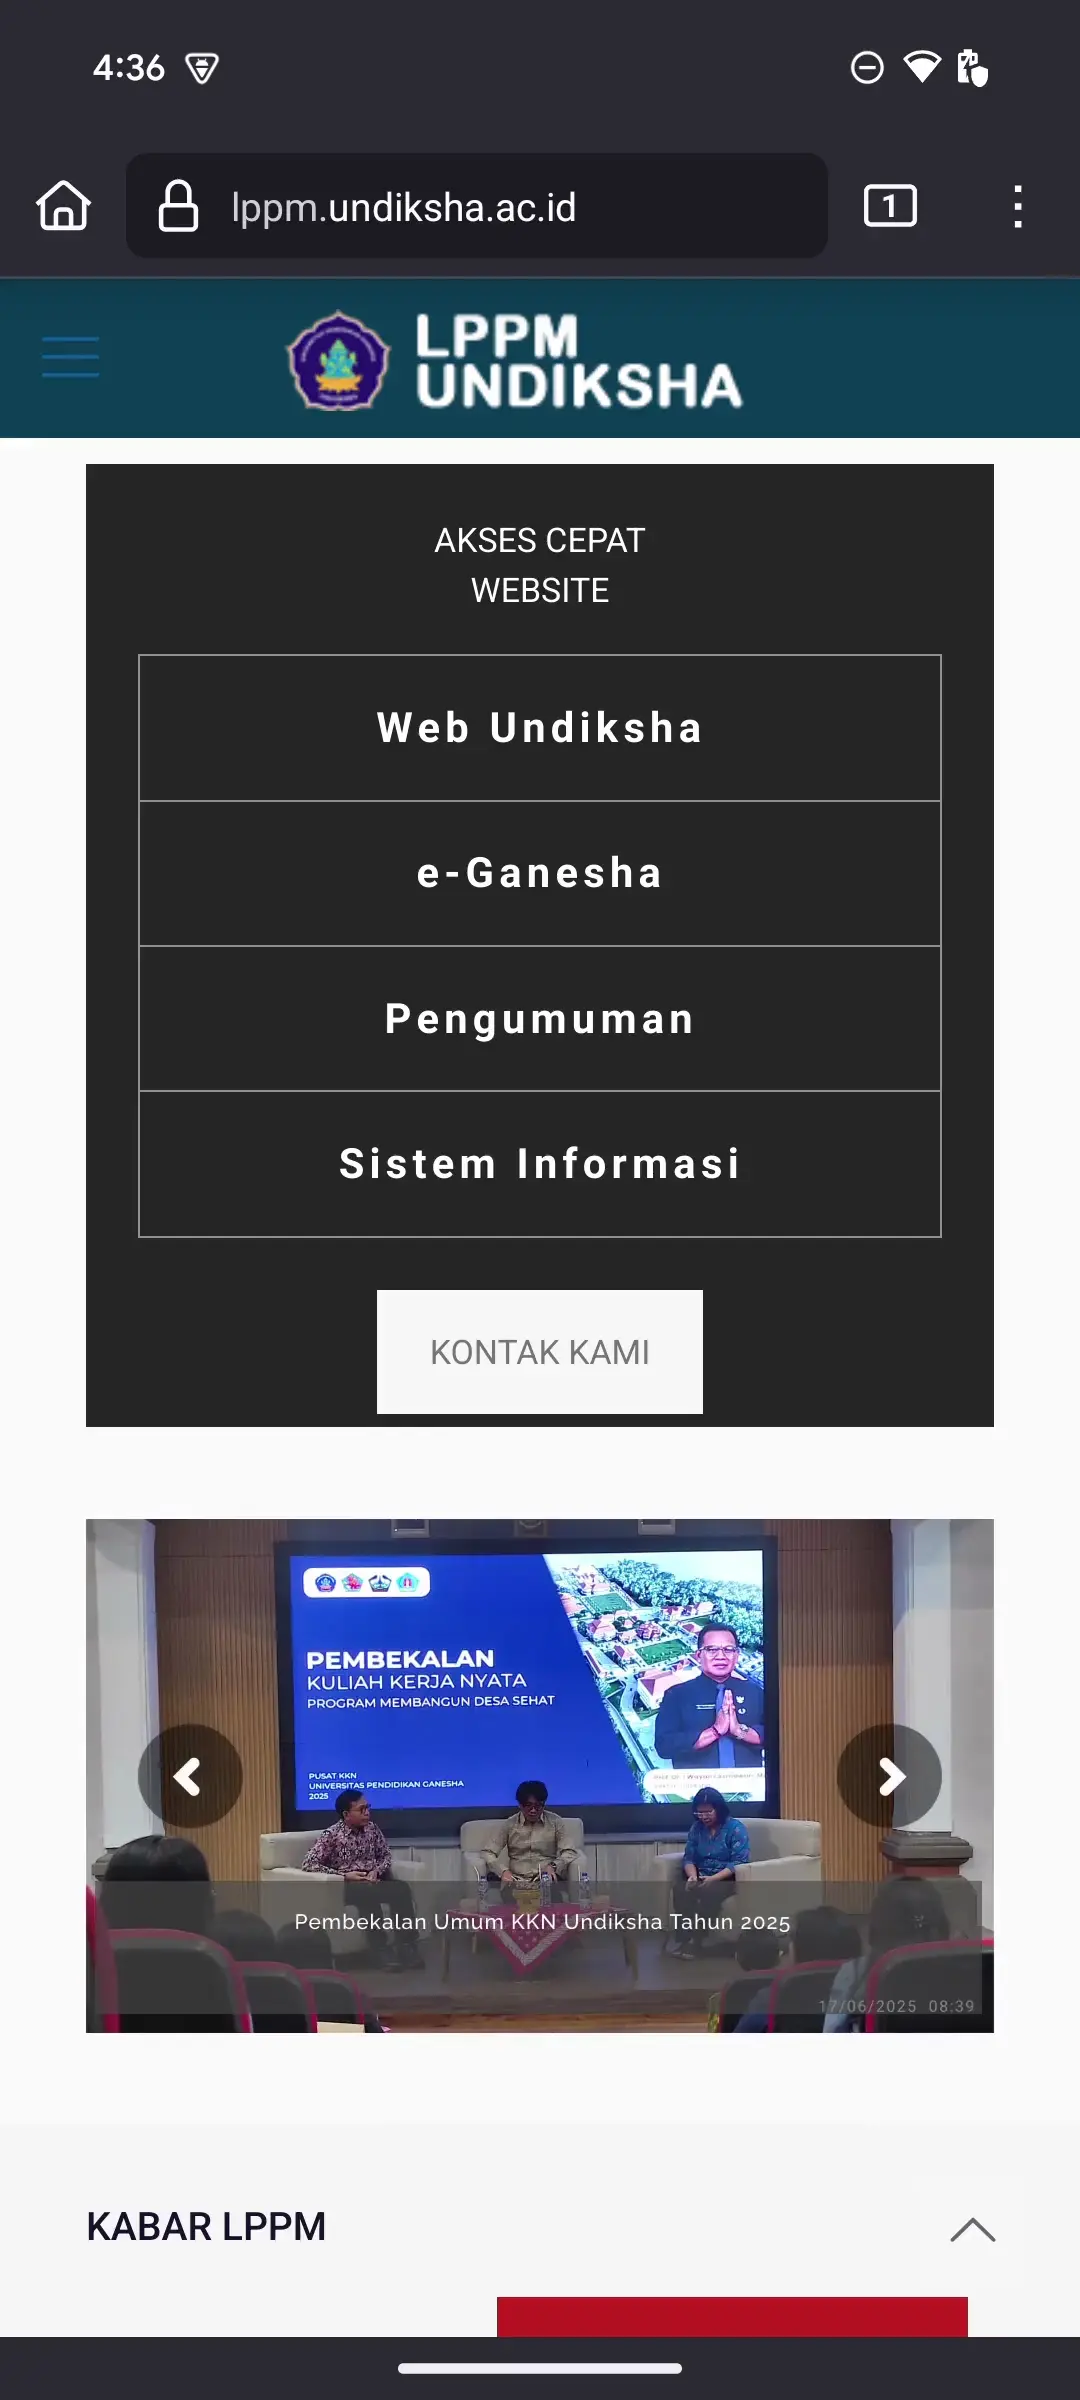 4:36
lppm.undiksha.ac.id
1
LPPM
UNDIKSHA
AKSES CEPAT
WEBSITE
Web Undiksha
e-Ganesha
Pengumuman
Sistem Informasi
KONTAK KAMI
PEMBEKALAN
KULIAH KERJA NYATA
PROGRAM MEMBANGUN DESA SEHAT
PUSAT KKN
UNIVERSITAS PENDIDIKAN GANESHA
2025
Pembekalan Umum KKN Undiksha Tahun 2025
17/06/2025 08:39
KABAR LPPM